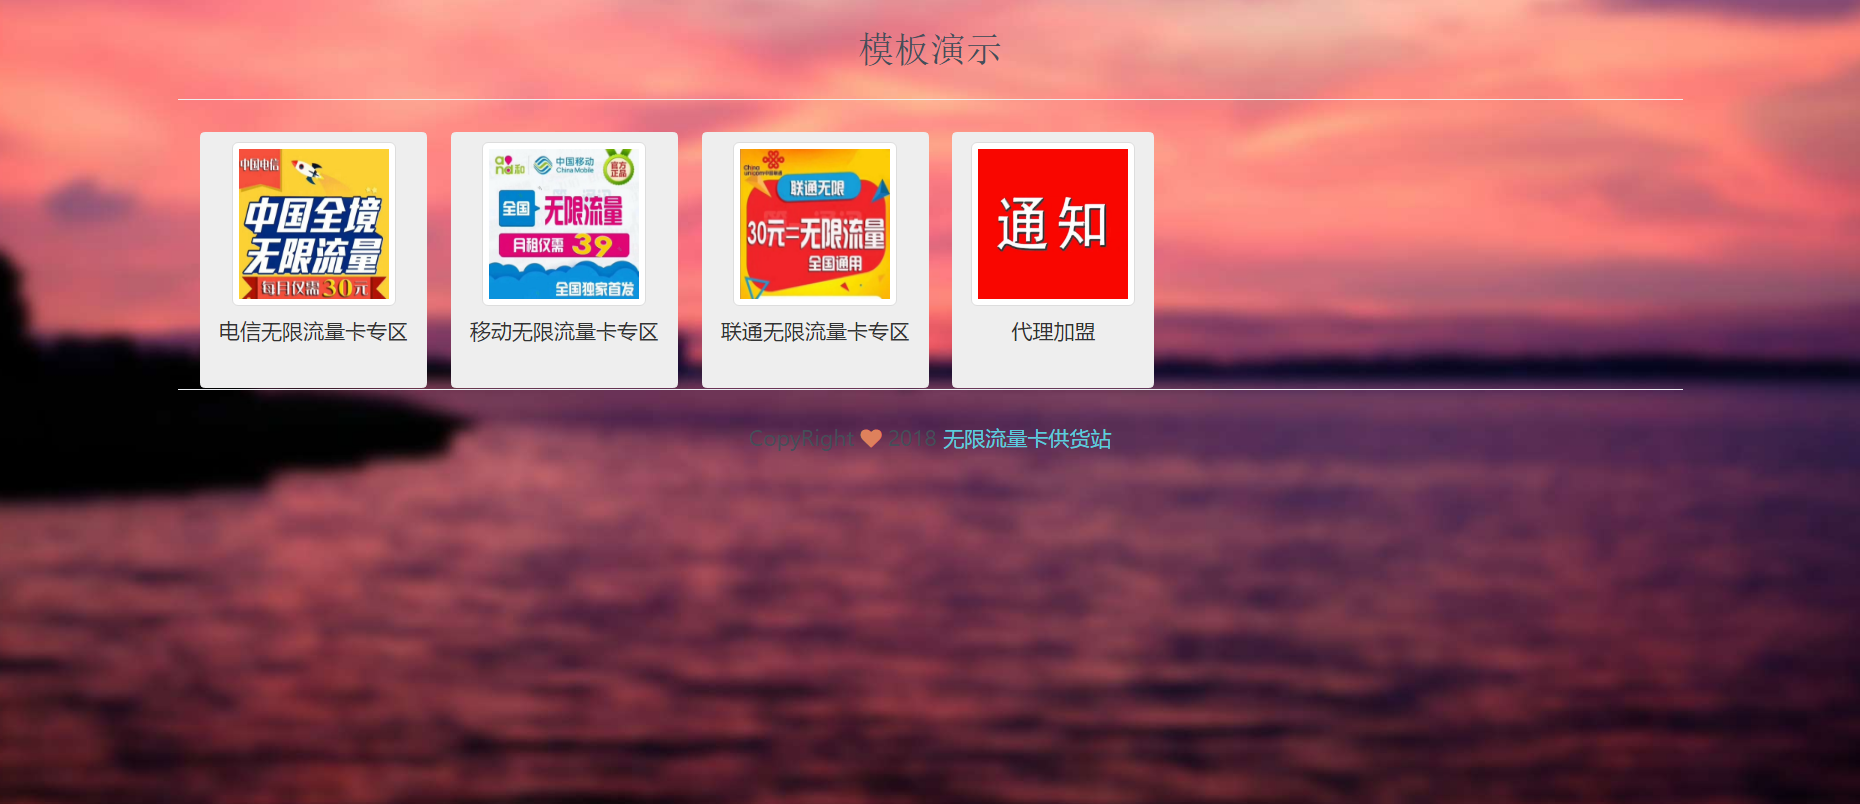 模板演示
中国电信
中国全境
无限流量
每月仅需30元
电信无限流量卡专区
and和
中国移动
China Mobile
官方
正品
全国
无限流量
月租仅需 39
全国独家首发
移动无限流量卡专区
China
unicom中国联通
联通无限
30元=无限流量
全国通用
联通无限流量卡专区
通知
代理加盟
CopyRight 2018 无限流量卡供货站